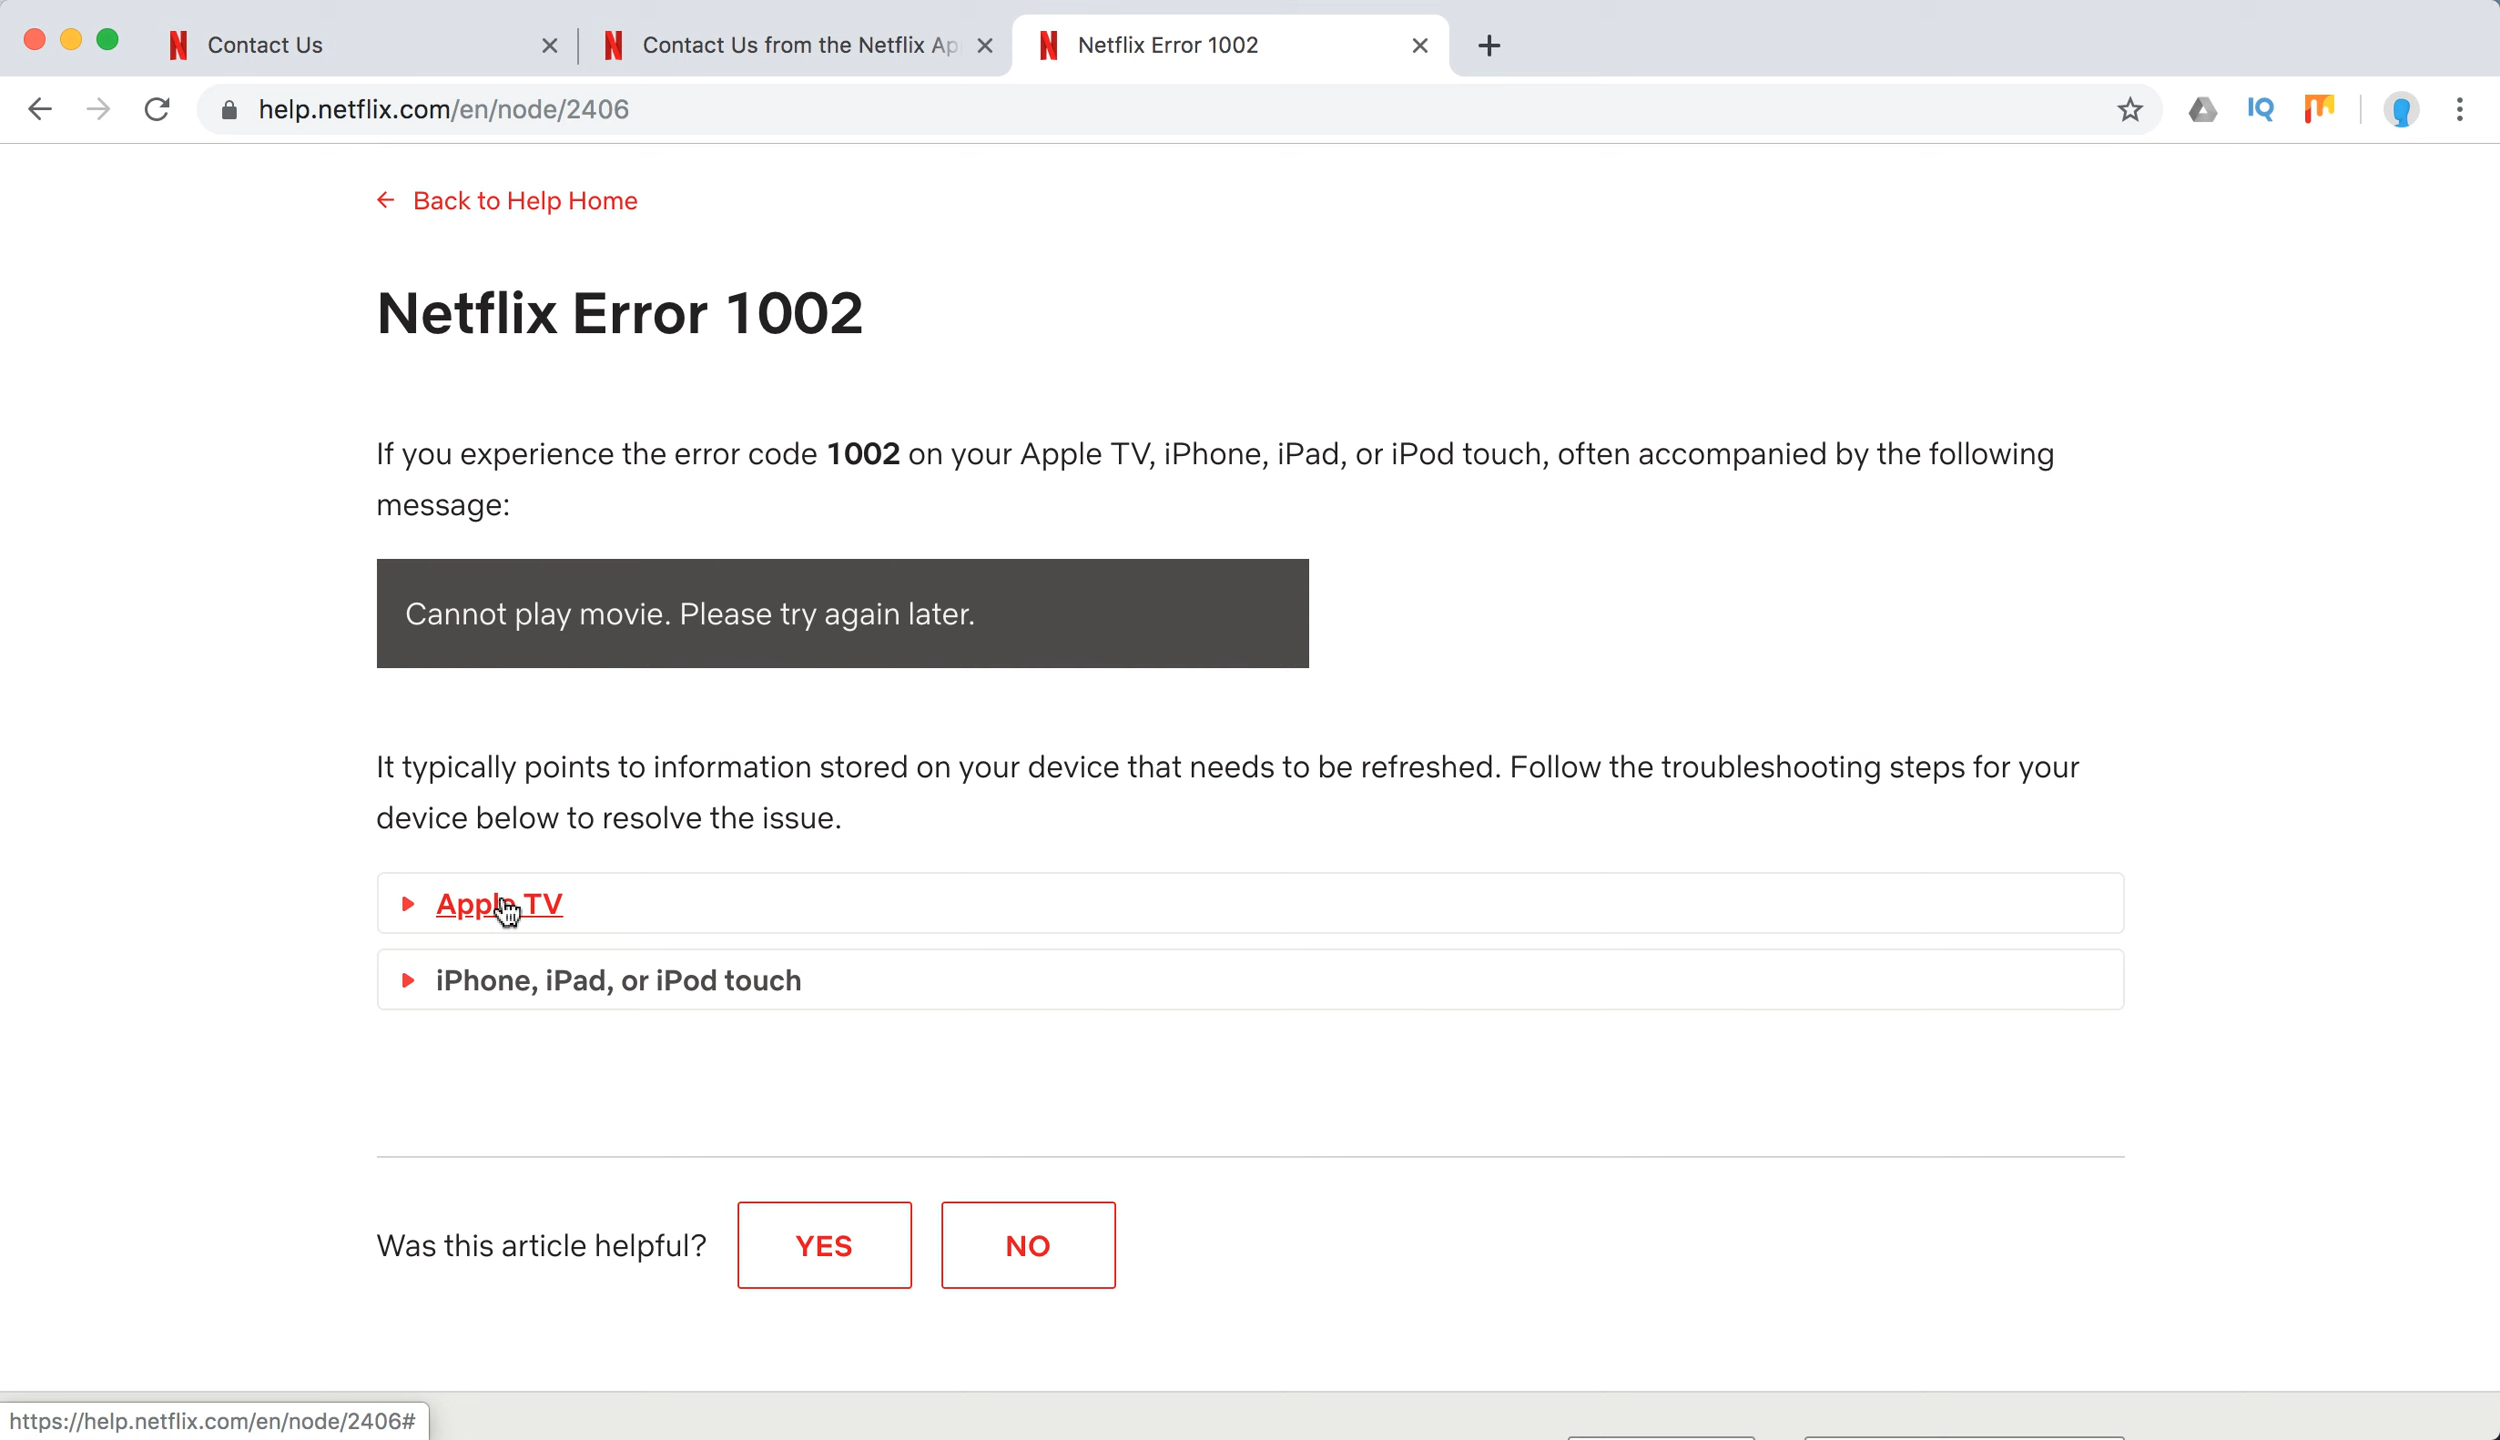 Contact Us
Contact Us from the Netflix Ap
Netflix Error 1002
help.netflix.com/en/node/2406
IQ
Back to Help Home
Netflix Error 1002
If you experience the error code 1002 on your Apple TV, iPhone, iPad, or iPod touch, often accompanied by the following
message:
Cannot play movie. Please try again later.
It typically points to information stored on your device that needs to be refreshed. Follow the troubleshooting steps for your
device below to resolve the issue.
Apple TV
iPhone, iPad, or iPod touch
Was this article helpful?
YES
NO
https://help.netflix.com/en/node/2406#